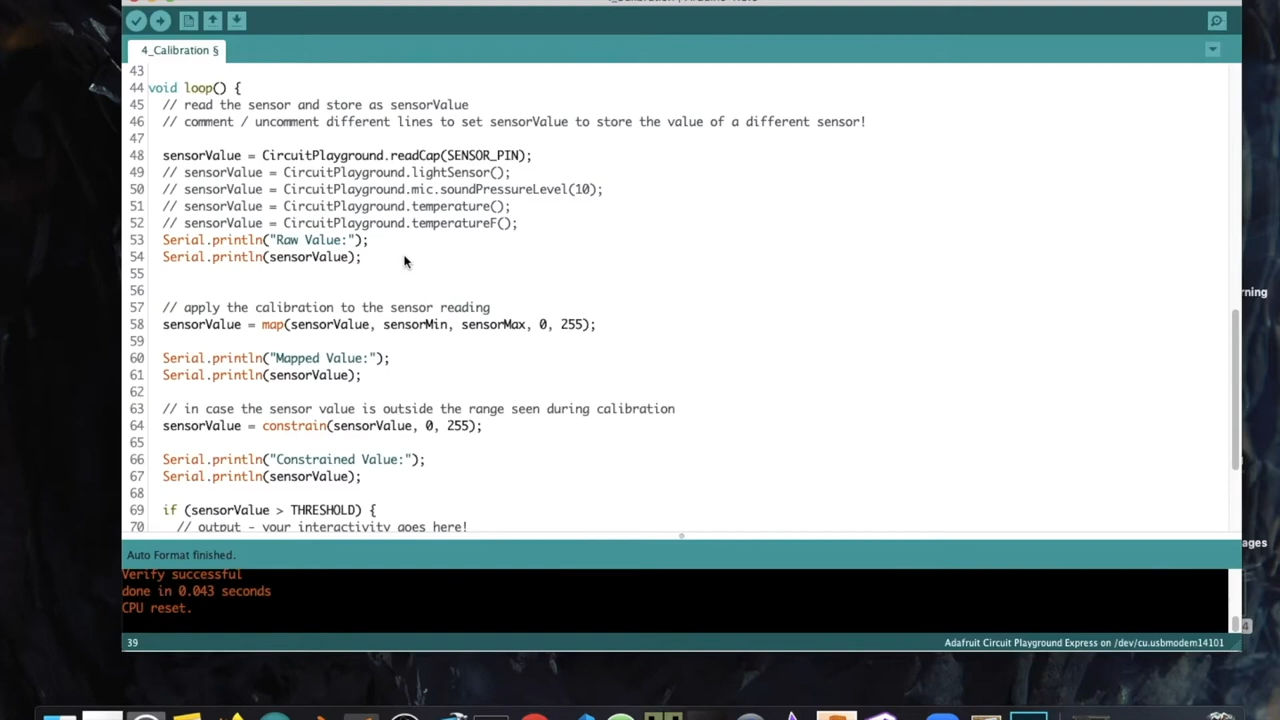 4_Calibration §
43
44 void loop() {
45 // read the sensor and store as sensorValue
46 // comment / uncomment different lines to set sensorValue to store the value of a different sensor!
47
48 sensorValue = CircuitPlayground.readCap(SENSOR_PIN);
49 // sensorValue = CircuitPlayground.lightSensor();
50 // sensorValue = CircuitPlayground.mic.soundPressureLevel(10);
51 // sensorValue = CircuitPlayground.temperature();
52 // sensorValue = CircuitPlayground.temperatureF();
53 Serial.println("Raw Value:");
54 Serial.println(sensorValue);
55
56
57 // apply the calibration to the sensor reading
58 sensorValue = map(sensorValue, sensorMin, sensorMax, 0, 255);
59
60 Serial.println("Mapped Value:");
61 Serial.println(sensorValue);
62
63 // in case the sensor value is outside the range seen during calibration
64 sensorValue = constrain(sensorValue, 0, 255);
65
66 Serial.println("Constrained Value:");
67 Serial.println(sensorValue);
68
69 if (sensorValue > THRESHOLD) {
70 // output - your interactivity goes here!
Auto Format finished.
Verify successful
done in 0.043 seconds
CPU reset.
39
Adafruit Circuit Playground Express on /dev/cu.usbmodem14101
rning
ages
4